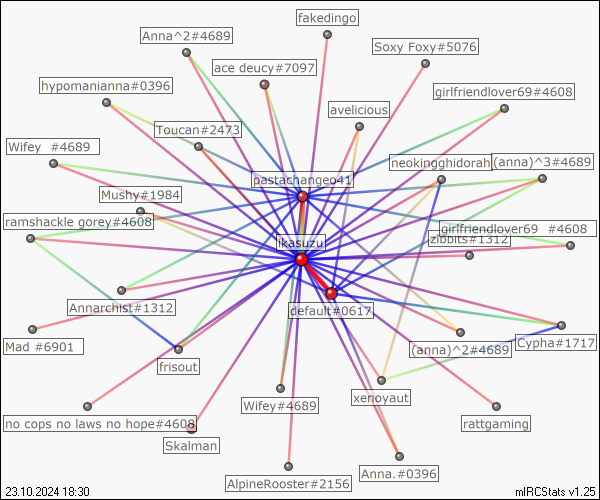 fakedingo
Anna^2#4689
Soxy Foxy#5076
ace deucy#7097
hypomanianna#0396
girlfriendlover69#4608
avelicious
Toucan#2473
Wifey  #4689
neokingghidorah
(anna)^3#4689
pastachangeo41
Mushy#1984
ramshackle gorey#4608
girlfriendlover69  #4608
zibbits#1312
ikasuzu
Annarchist#1312
default#0617
Mad #6901
(anna)^2#4689
Cypha#1717
frisout
xenoyaut
Wifey#4689
no cops no laws no hope#4608
rattgaming
Skalman
Anna.#0396
AlpineRooster#2156
23.10.2024 18:30
mIRCStats v1.25